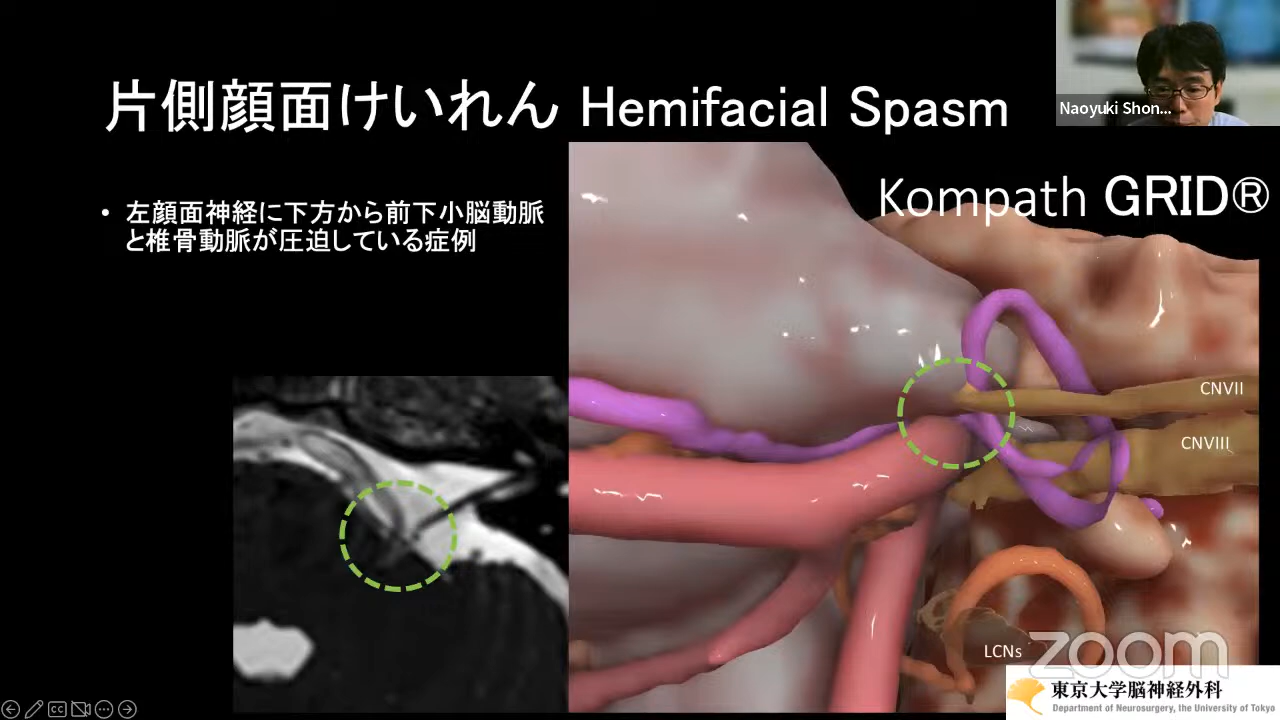 片側顔面けいれん Hemifacial Spasm
Naoyuki Shon...
Kompath GRID®
• 左顔面神経に下方から前下小脳動脈
と椎骨動脈が圧迫している症例
CNVII
CNVIII
LCNs
zoom
東京大学脳神経外科
Department of Neurosurgery, the University of Tokyo
CC